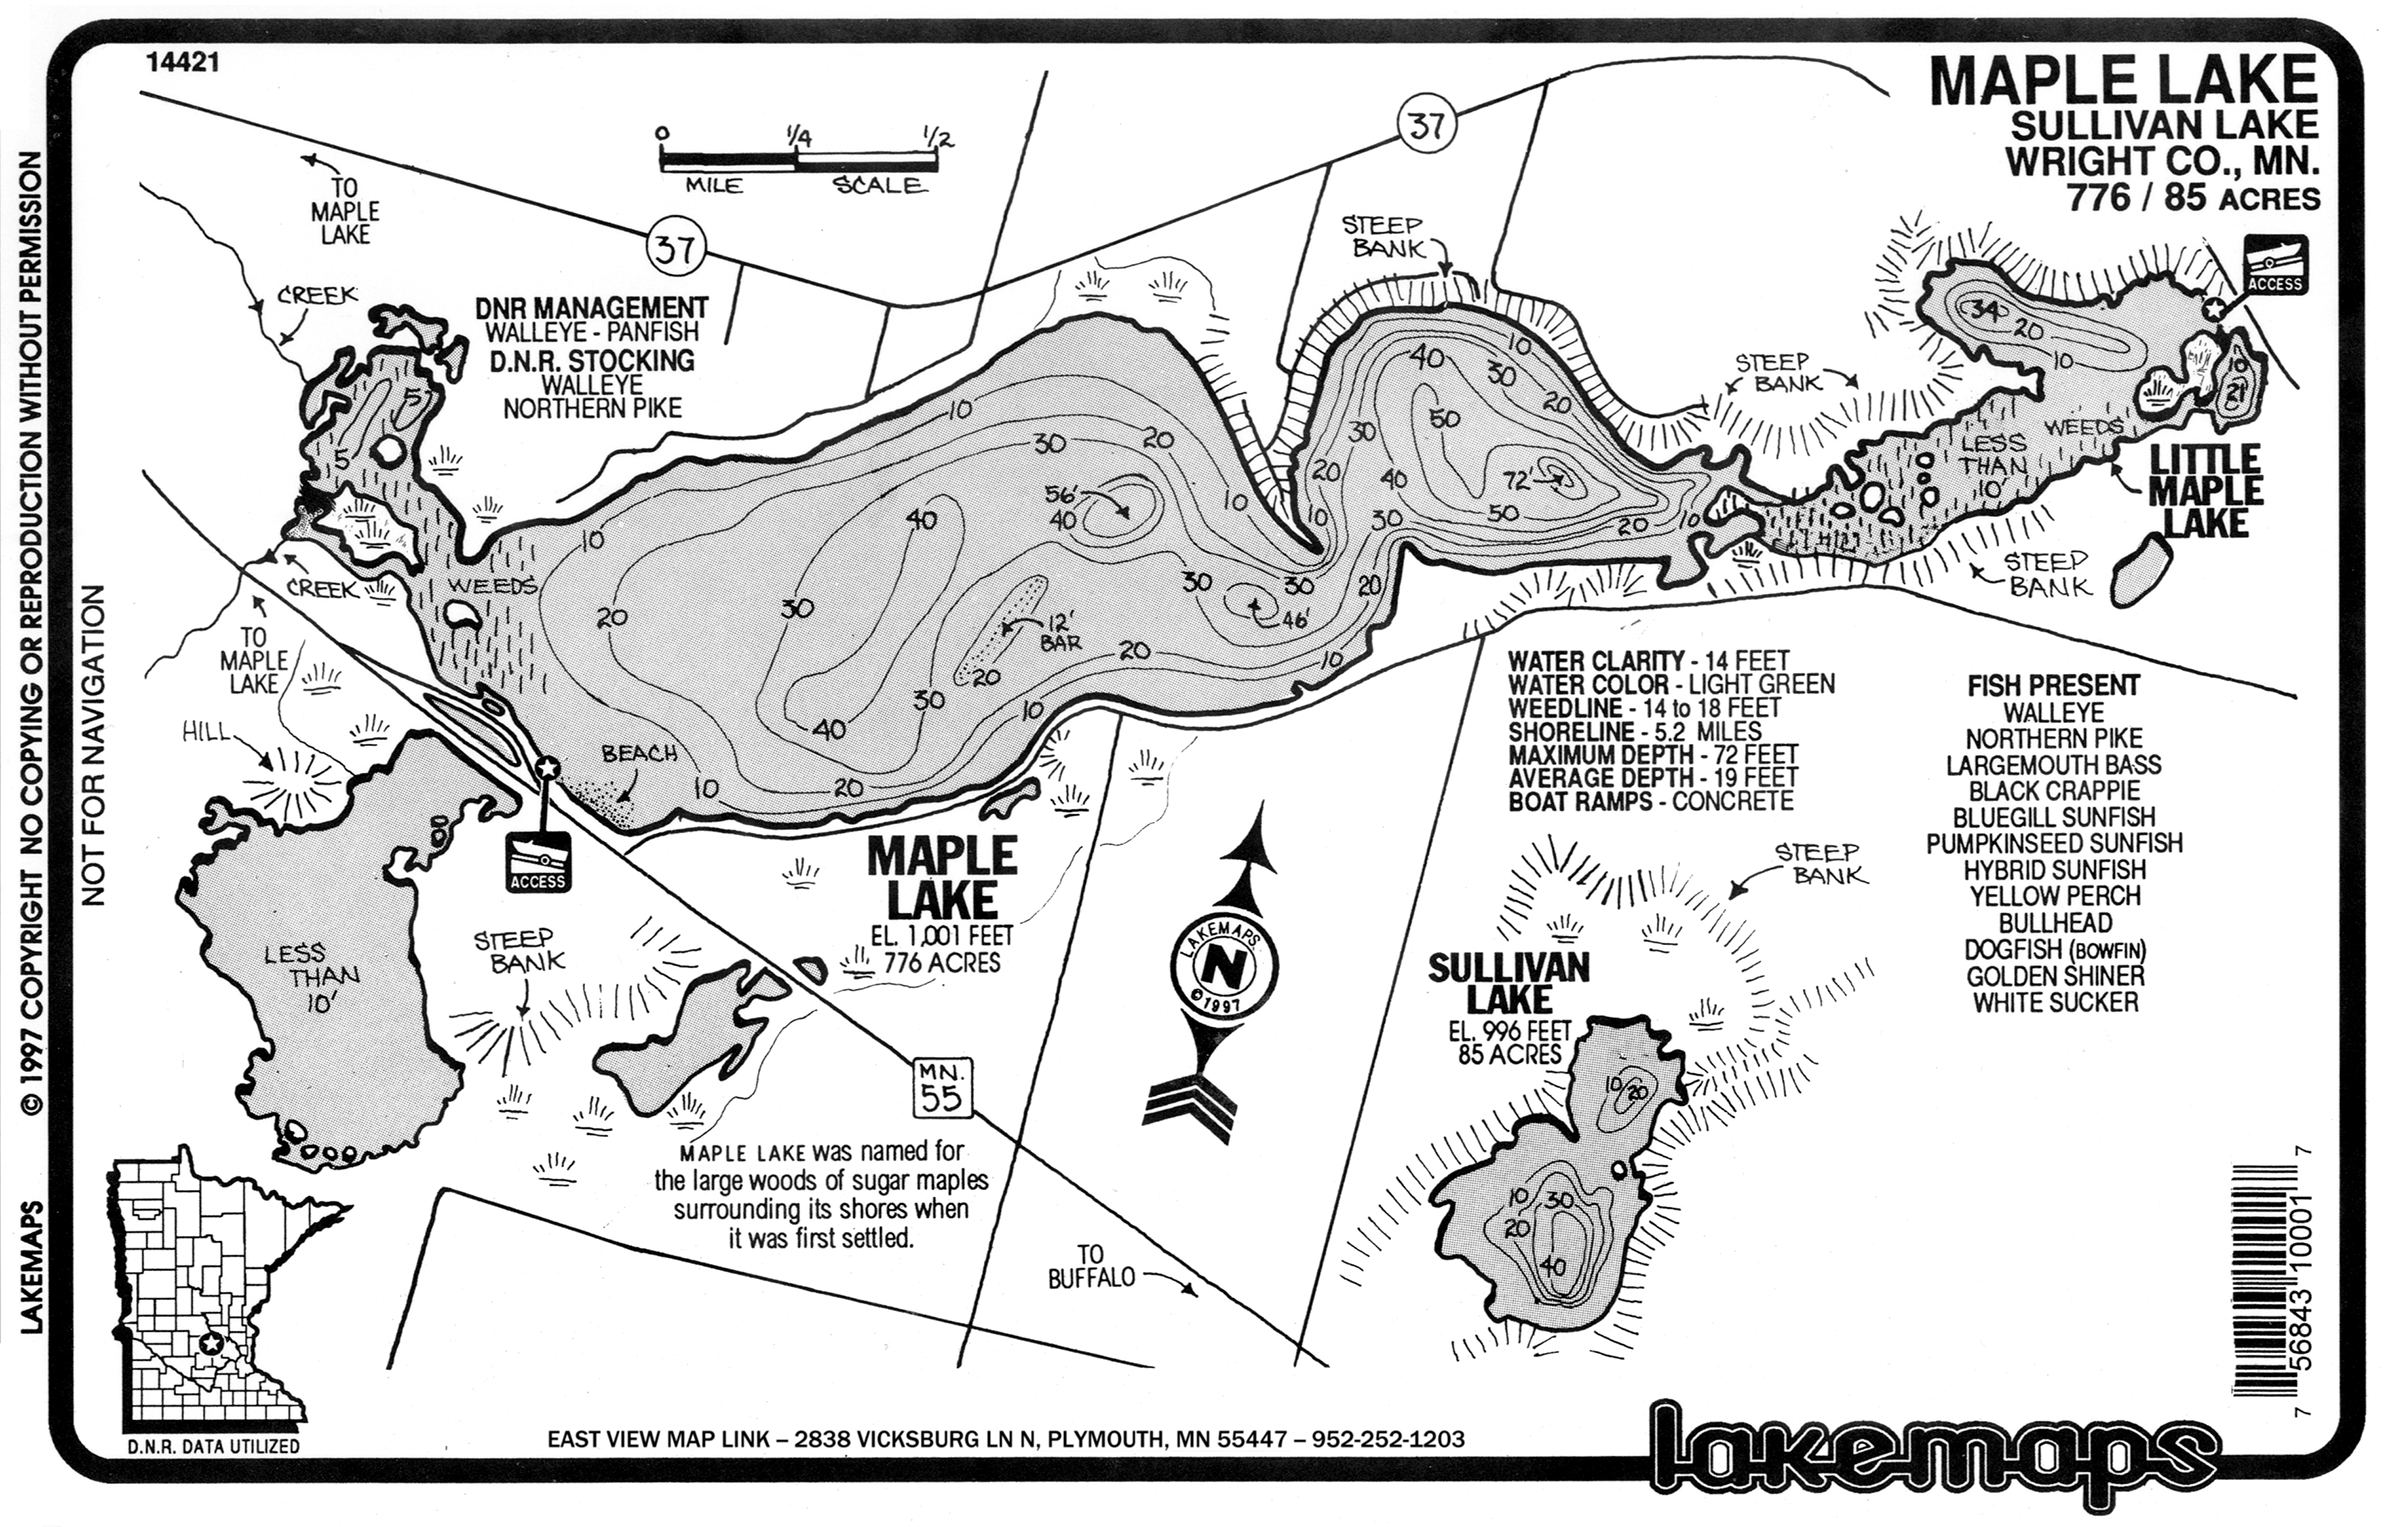 14421
MAPLE LAKE
SULLIVAN LAKE
WRIGHT CO., MN.
776 / 85 ACRES
0 1/4 1/2
MILE SCALE
37
37
TO
MAPLE
LAKE
CREEK
DNR MANAGEMENT
WALLEYE - PANFISH
D.N.R. STOCKING
WALLEYE
NORTHERN PIKE
STEEP
BANK
STEEP
BANK
ACCESS
34
20
10
10
21
WEEDS
LESS
THAN
10'
LITTLE
MAPLE
LAKE
STEEP
BANK
10
40
30
20
50
30
20
40
72'
50
10
30
20
10
5
5
10
30
20
56'
40
10
40
10
WEEDS
20
30
30
30
20
46'
12'
BAR
20
20
10
30
10
40
BEACH
10
20
CREEK
TO
MAPLE
LAKE
HILL
ACCESS
LESS
THAN
10'
STEEP
BANK
MAPLE
LAKE
EL. 1,001 FEET
776 ACRES
MN.
55
MAPLE LAKE was named for
the large woods of sugar maples
surrounding its shores when
it was first settled.
TO
BUFFALO
LAKEMAPS
N
©1997
WATER CLARITY - 14 FEET
WATER COLOR - LIGHT GREEN
WEEDLINE - 14 to 18 FEET
SHORELINE - 5.2 MILES
MAXIMUM DEPTH - 72 FEET
AVERAGE DEPTH - 19 FEET
BOAT RAMPS - CONCRETE
FISH PRESENT
WALLEYE
NORTHERN PIKE
LARGEMOUTH BASS
BLACK CRAPPIE
BLUEGILL SUNFISH
PUMPKINSEED SUNFISH
HYBRID SUNFISH
YELLOW PERCH
BULLHEAD
DOGFISH (BOWFIN)
GOLDEN SHINER
WHITE SUCKER
STEEP
BANK
SULLIVAN
LAKE
EL. 996 FEET
85 ACRES
10
20
10
30
20
40
D.N.R. DATA UTILIZED
EAST VIEW MAP LINK – 2838 VICKSBURG LN N, PLYMOUTH, MN 55447 – 952-252-1203
lakemaps
7 56843 10001 7
LAKEMAPS © 1997 COPYRIGHT NO COPYING OR REPRODUCTION WITHOUT PERMISSION
NOT FOR NAVIGATION